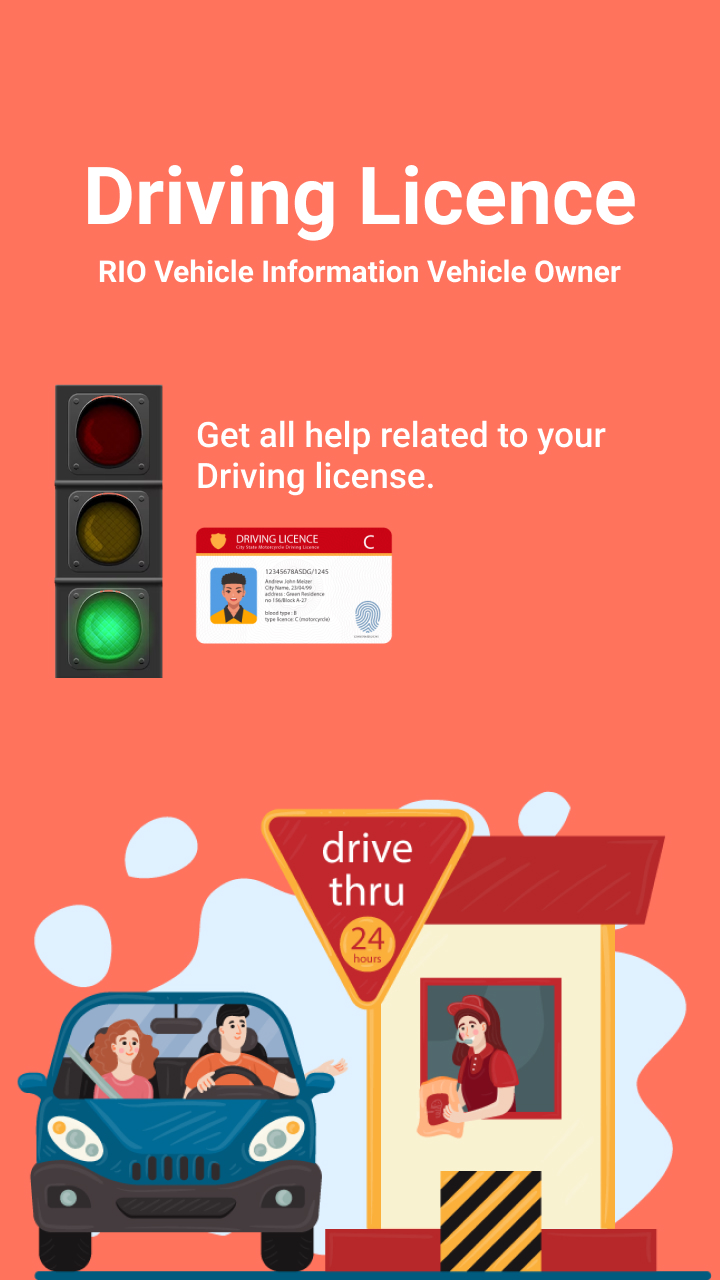 Driving Licence
RIO Vehicle Information Vehicle Owner
Get all help related to your
Driving license.
DRIVING LICENCE
City State Motorcycle Driving Licence
C
12345678ASDG/1245
Andrew John Meizer
City Name, 23/04/99
address : Green Residence
no 156/Block A-27
blood type : B
type licence: C (motorcycle)
drive
thru
24
hours